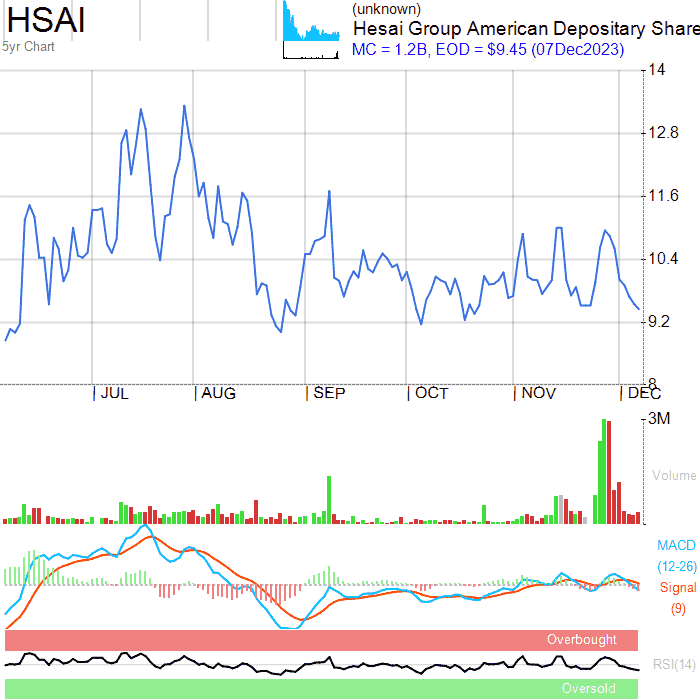 HSAI
5yr Chart
(unknown)
Hesai Group American Depositary Share
MC = 1.2B, EOD = $9.45 (07Dec2023)
14
12.8
11.6
10.4
9.2
8
JUL AUG SEP OCT NOV DEC
3M
Volume
MACD
(12-26)
Signal
(9)
Overbought
RSI(14)
Oversold